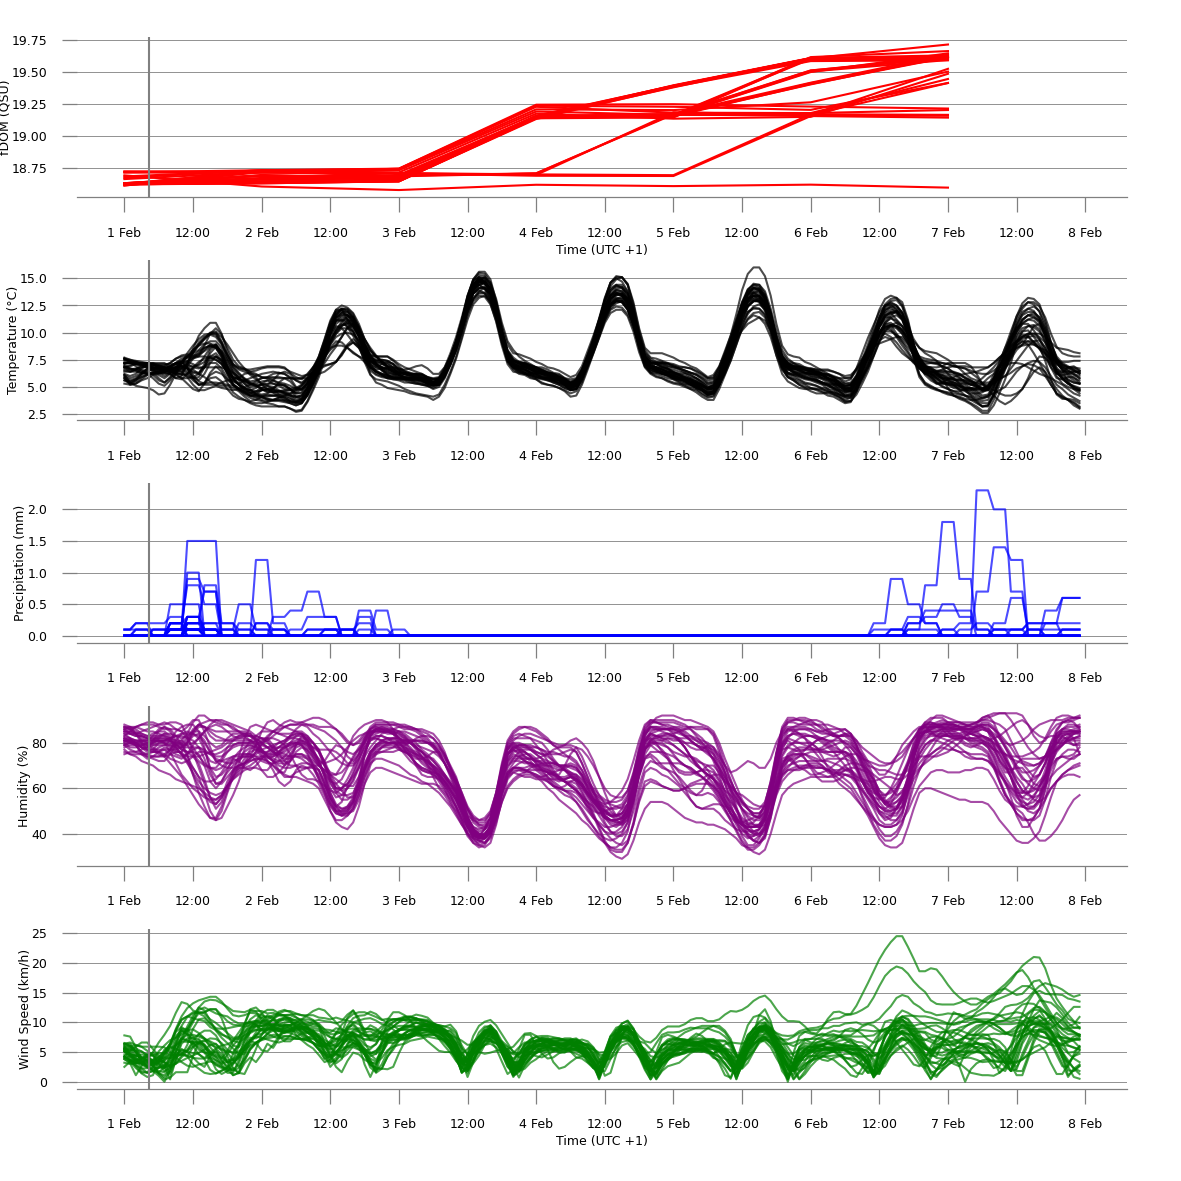 19.75
19.50
19.25
19.00
18.75
fDOM (QSU)
1 Feb 12:00 2 Feb 12:00 3 Feb 12:00 4 Feb 12:00 5 Feb 12:00 6 Feb 12:00 7 Feb 12:00 8 Feb
Time (UTC +1)
15.0
12.5
10.0
7.5
5.0
2.5
Temperature (°C)
1 Feb 12:00 2 Feb 12:00 3 Feb 12:00 4 Feb 12:00 5 Feb 12:00 6 Feb 12:00 7 Feb 12:00 8 Feb
2.0
1.5
1.0
0.5
0.0
Precipitation (mm)
1 Feb 12:00 2 Feb 12:00 3 Feb 12:00 4 Feb 12:00 5 Feb 12:00 6 Feb 12:00 7 Feb 12:00 8 Feb
80
60
40
Humidity (%)
1 Feb 12:00 2 Feb 12:00 3 Feb 12:00 4 Feb 12:00 5 Feb 12:00 6 Feb 12:00 7 Feb 12:00 8 Feb
25
20
15
10
5
0
Wind Speed (km/h)
1 Feb 12:00 2 Feb 12:00 3 Feb 12:00 4 Feb 12:00 5 Feb 12:00 6 Feb 12:00 7 Feb 12:00 8 Feb
Time (UTC +1)